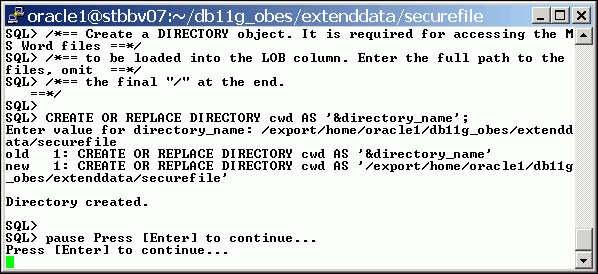 oracle1@stbbv07:~/db11g_obes/extenddata/securefile
SQL> /*== Create a DIRECTORY object. It is required for accessing the M
S Word files ==*/
SQL> /*== to be loaded into the LOB column. Enter the full path to the
files, omit  ==*/
SQL> /*== the final "/" at the end.
   ==*/
SQL>
SQL> CREATE OR REPLACE DIRECTORY cwd AS '&directory_name';
Enter value for directory_name: /export/home/oracle1/db11g_obes/extendd
ata/securefile
old   1: CREATE OR REPLACE DIRECTORY cwd AS '&directory_name'
new   1: CREATE OR REPLACE DIRECTORY cwd AS '/export/home/oracle1/db11g
_obes/extenddata/securefile'

Directory created.

SQL>
SQL> pause Press [Enter] to continue...
Press [Enter] to continue...